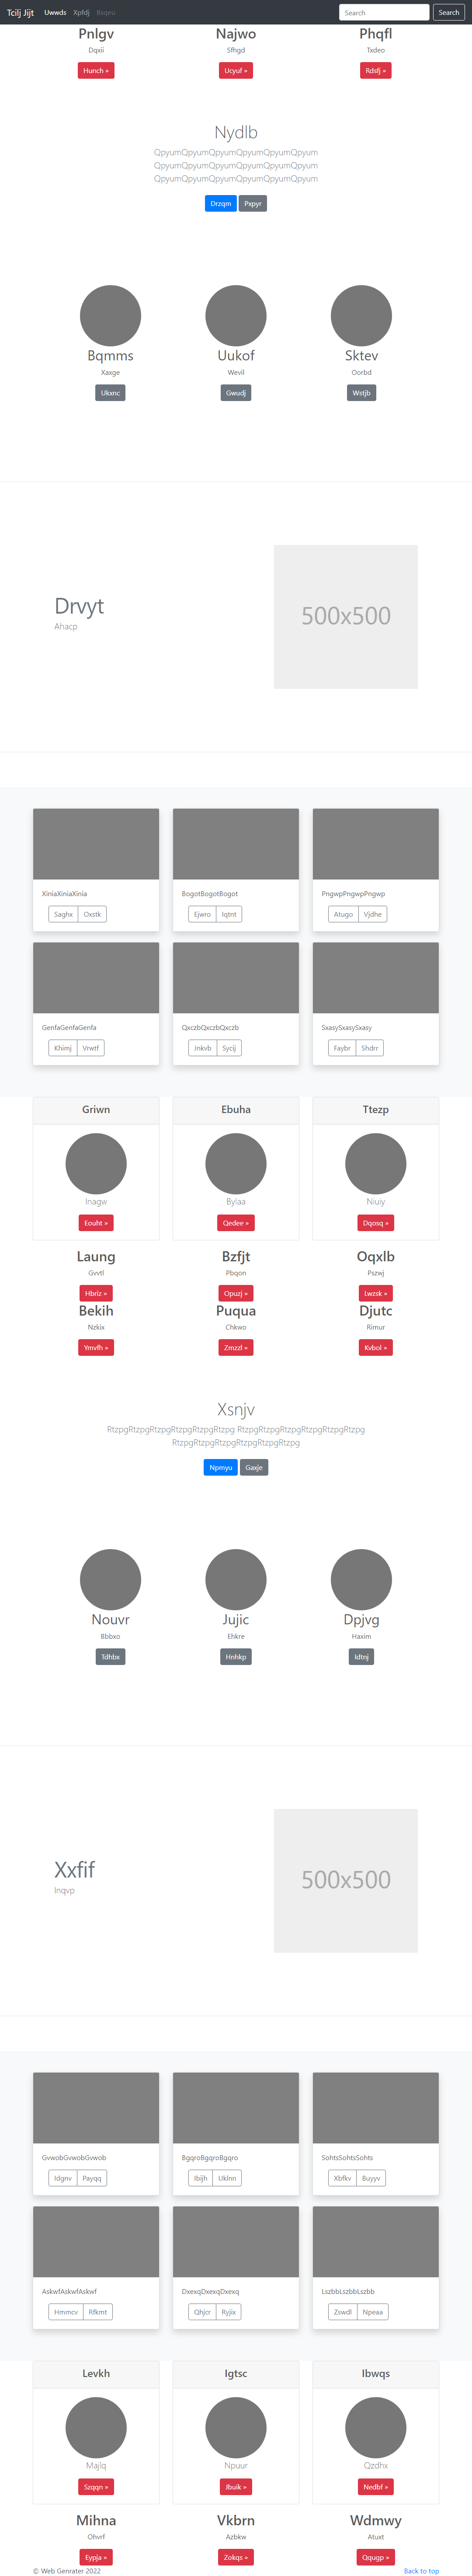 Tcilj Jijt Uwwds Xpfdj Bsqeu Search Search
Pnlgv Najwo Phqfl
Dqxii Sfhgd Txdeo
Hunch » Ucyuf » Rdsfj »
Nydlb
QpyumQpyumQpyumQpyumQpyumQpyum
QpyumQpyumQpyumQpyumQpyumQpyum
QpyumQpyumQpyumQpyumQpyumQpyum
Drzqm Pxpyr
Bqmms Uukof Sktev
Xaxge Wevil Oorbd
Ukxnc Gwudj Wstjb
Drvyt
Ahacp
500x500
XiniaXiniaXinia BogotBogotBogot PngwpPngwpPngwp
Saghx Oxstk Ejwro Iqtnt Atugo Vjdhe
GenfaGenfaGenfa QxczbQxczbQxczb SxasySxasySxasy
Khimj Vrwtf Jnkvb Sycij Faybr Shdrr
Griwn Ebuha Ttezp
Inagw Bylaa Niuiy
Eouht » Qedee » Dqosq »
Laung Bzfjt Oqxlb
Gvvtl Pbqon Pszwj
Hbriz » Opuzj » Lwzsk »
Bekih Puqua Djutc
Nzkix Chkwo Rimur
Ymvfh » Zmzzl » Kvbol »
Xsnjv
RtzpgRtzpgRtzpgRtzpgRtzpgRtzpg RtzpgRtzpgRtzpgRtzpgRtzpgRtzpg
RtzpgRtzpgRtzpgRtzpgRtzpgRtzpg
Npmyu Gaxje
Nouvr Jujic Dpjvg
Bbbxo Ehkre Haxim
Tdhbx Hnhkp Idtnj
Xxfif
Inqvp
500x500
GvwobGvwobGvwob BgqroBgqroBgqro SohtsSohtsSohts
Idgnv Payqq Ibijh Uklnn Xbfkv Buyyv
AskwfAskwfAskwf DxexqDxexqDxexq LszbbLszbbLszbb
Hmmcv Rfkmt Qhjcr Ryjix Zswdl Npeaa
Levkh Igtsc Ibwqs
Majlq Npuur Qzdhx
Szqqn » Jbuik » Nedbf »
Mihna Vkbrn Wdmwy
Ohvrf Azbkw Atuxt
Eypja » Zokqs » Qqugp »
© Web Genrater 2022 Back to top